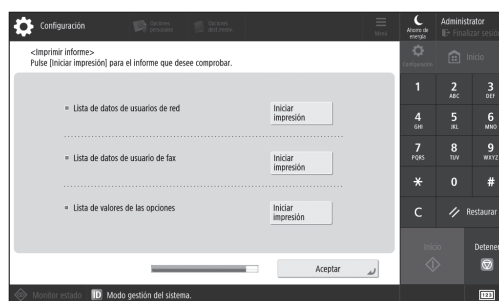 Configuración
Opciones
personales
Opciones
dest./reenv.
Menú
<Imprimir informe>
Pulse [Iniciar impresión] para el informe que desee comprobar.
Lista de datos de usuarios de red
Iniciar
impresión
Lista de datos de usuario de fax
Iniciar
impresión
Lista de valores de las opciones
Iniciar
impresión
Aceptar
Monitor estado
ID Modo gestión del sistema.
Ahorro de
energía
Administrator
Finalizar sesión
Configuración
Inicio
1
2
ABC
3
DEF
4
GHI
5
JKL
6
MNO
7
PQRS
8
TUV
9
WXYZ
*
0
#
C
Restaurar
Inicio
Detener